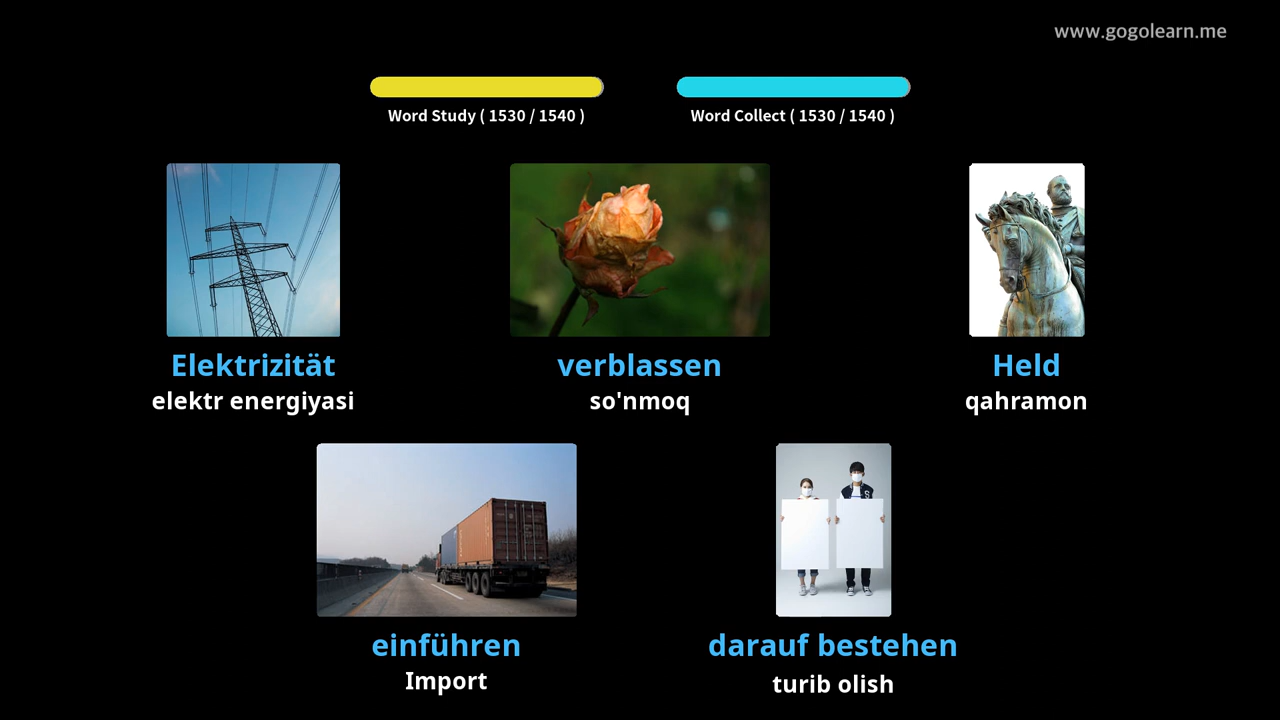 www.gogolearn.me
Word Study ( 1530 / 1540 )
Word Collect ( 1530 / 1540 )
Elektrizität
elektr energiyasi
verblassen
so'nmoq
Held
qahramon
einführen
Import
darauf bestehen
turib olish